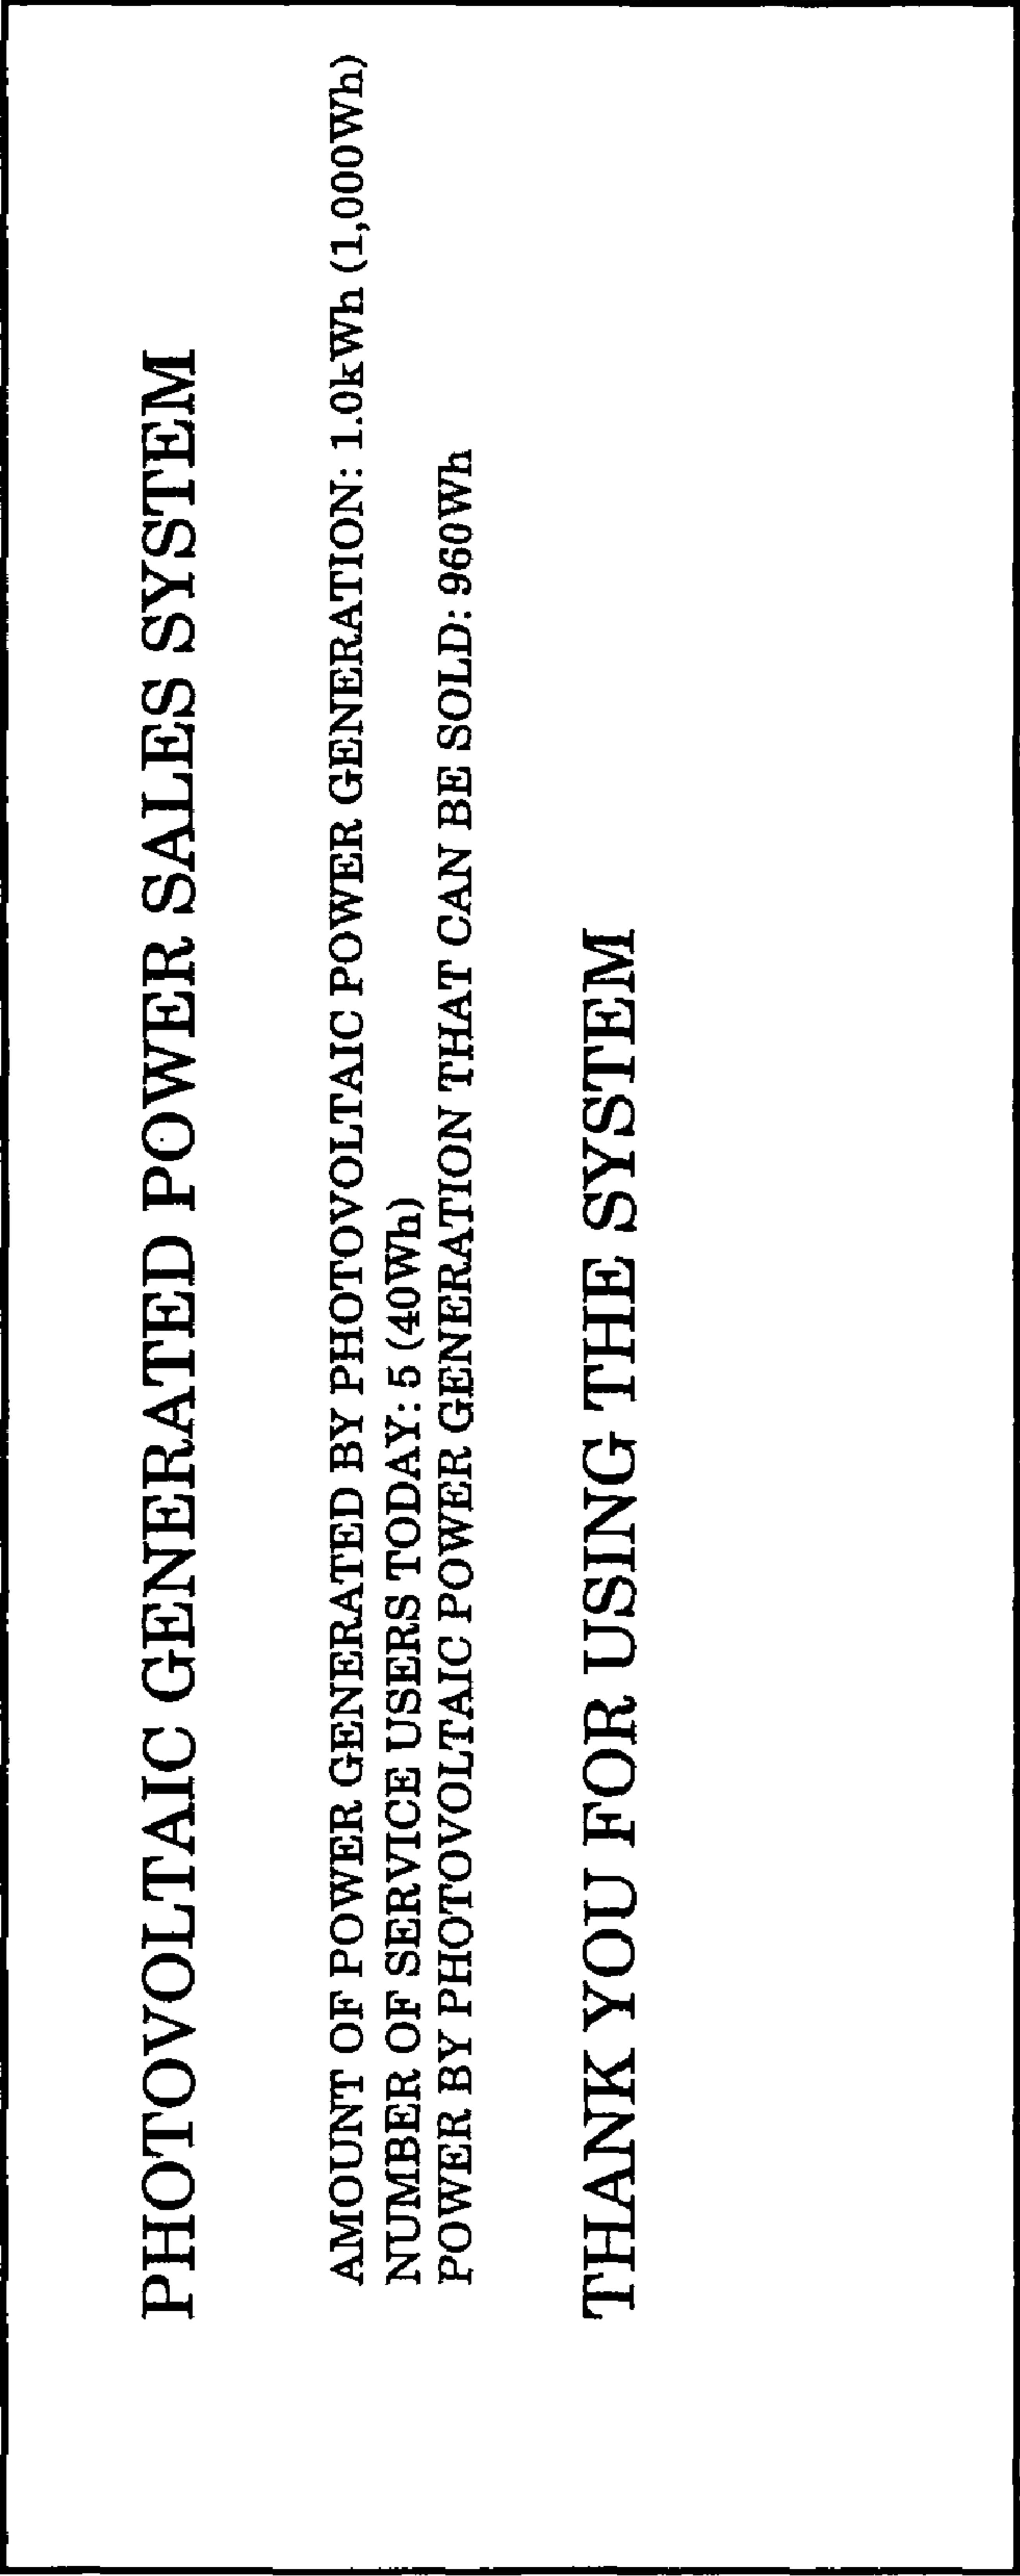 PHOTOVOLTAIC GENERATED POWER SALES SYSTEM
AMOUNT OF POWER GENERATED BY PHOTOVOLTAIC POWER GENERATION: 1.0kWh (1,000Wh)
NUMBER OF SERVICE USERS TODAY: 5 (40Wh)
POWER BY PHOTOVOLTAIC POWER GENERATION THAT CAN BE SOLD: 960Wh
THANK YOU FOR USING THE SYSTEM